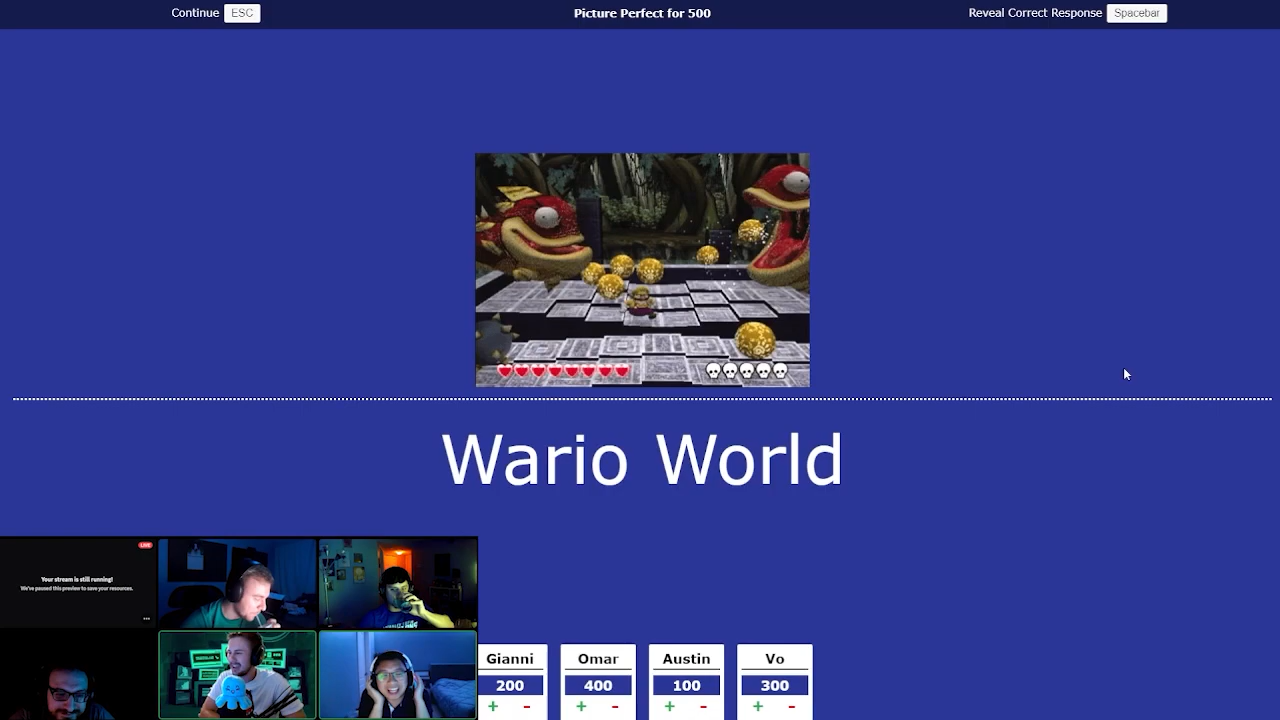 Continue ESC
Picture Perfect for 500
Reveal Correct Response Spacebar
Wario World
LIVE
Your stream is still running!
We've paused this preview to save your resources.
Gianni Omar Austin Vo
200 400 100 300
+ - + - + - + -